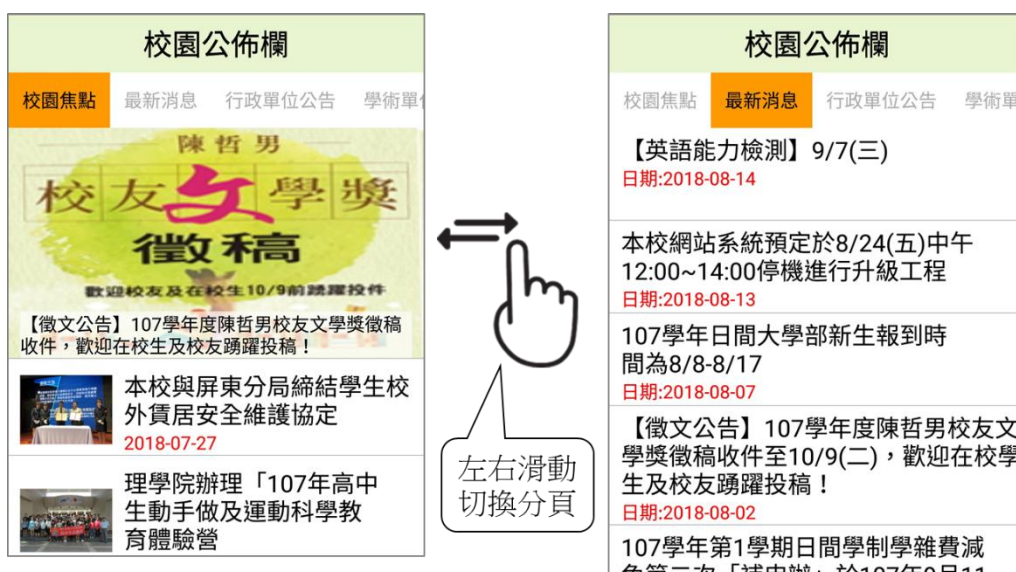 校園公佈欄
校園焦點 最新消息 行政單位公告 學術單
陳哲男
校友文學獎
徵稿
歡迎校友及在校生10/9前踴躍投件
【徵文公告】107學年度陳哲男校友文學獎徵稿
收件，歡迎在校生及校友踴躍投稿！
本校與屏東分局締結學生校
外賃居安全維護協定
2018-07-27
理學院辦理「107年高中
生動手做及運動科學教
育體驗營
左右滑動
切換分頁
校園公佈欄
校園焦點 最新消息 行政單位公告 學術單
【英語能力檢測】9/7(三)
日期:2018-08-14
本校網站系統預定於8/24(五)中午
12:00~14:00停機進行升級工程
日期:2018-08-13
107學年日間大學部新生報到時
間為8/8-8/17
日期:2018-08-07
【徵文公告】107學年度陳哲男校友文
學獎徵稿收件至10/9(二)，歡迎在校學
生及校友踴躍投稿！
日期:2018-08-02
107學年第1學期日間學制學雜費減